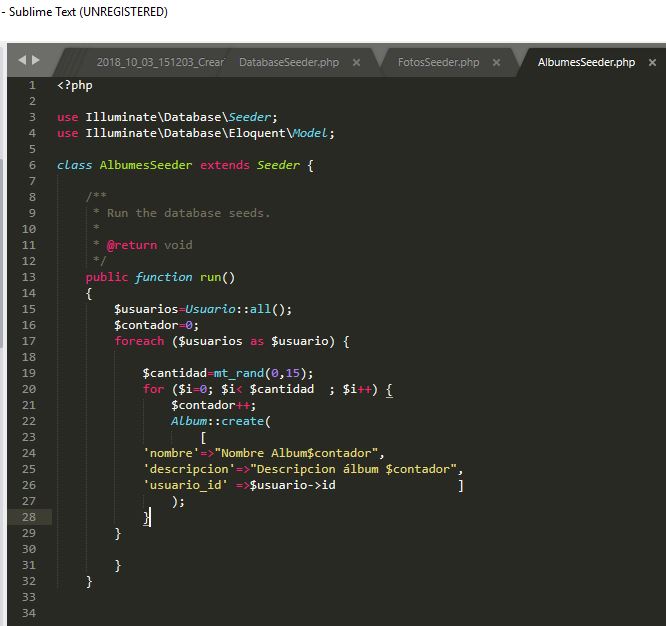 - Sublime Text (UNREGISTERED)
2018_10_03_151203_Crear DatabaseSeeder.php × FotosSeeder.php × AlbumesSeeder.php ×
1 <?php
2
3 use Illuminate\Database\Seeder;
4 use Illuminate\Database\Eloquent\Model;
5
6 class AlbumesSeeder extends Seeder {
7
8 /**
9 * Run the database seeds.
10 *
11 * @return void
12 */
13 public function run()
14 {
15 $usuarios=Usuario::all();
16 $contador=0;
17 foreach ($usuarios as $usuario) {
18
19 $cantidad=mt_rand(0,15);
20 for ($i=0; $i< $cantidad  ; $i++) {
21 $contador++;
22 Album::create(
23 [
24 'nombre'=>"Nombre Album$contador",
25 'descripcion'=>"Descripcion álbum $contador",
26 'usuario_id' =>$usuario->id ]
27 );
28 }
29 }
30
31 }
32 }
33
34